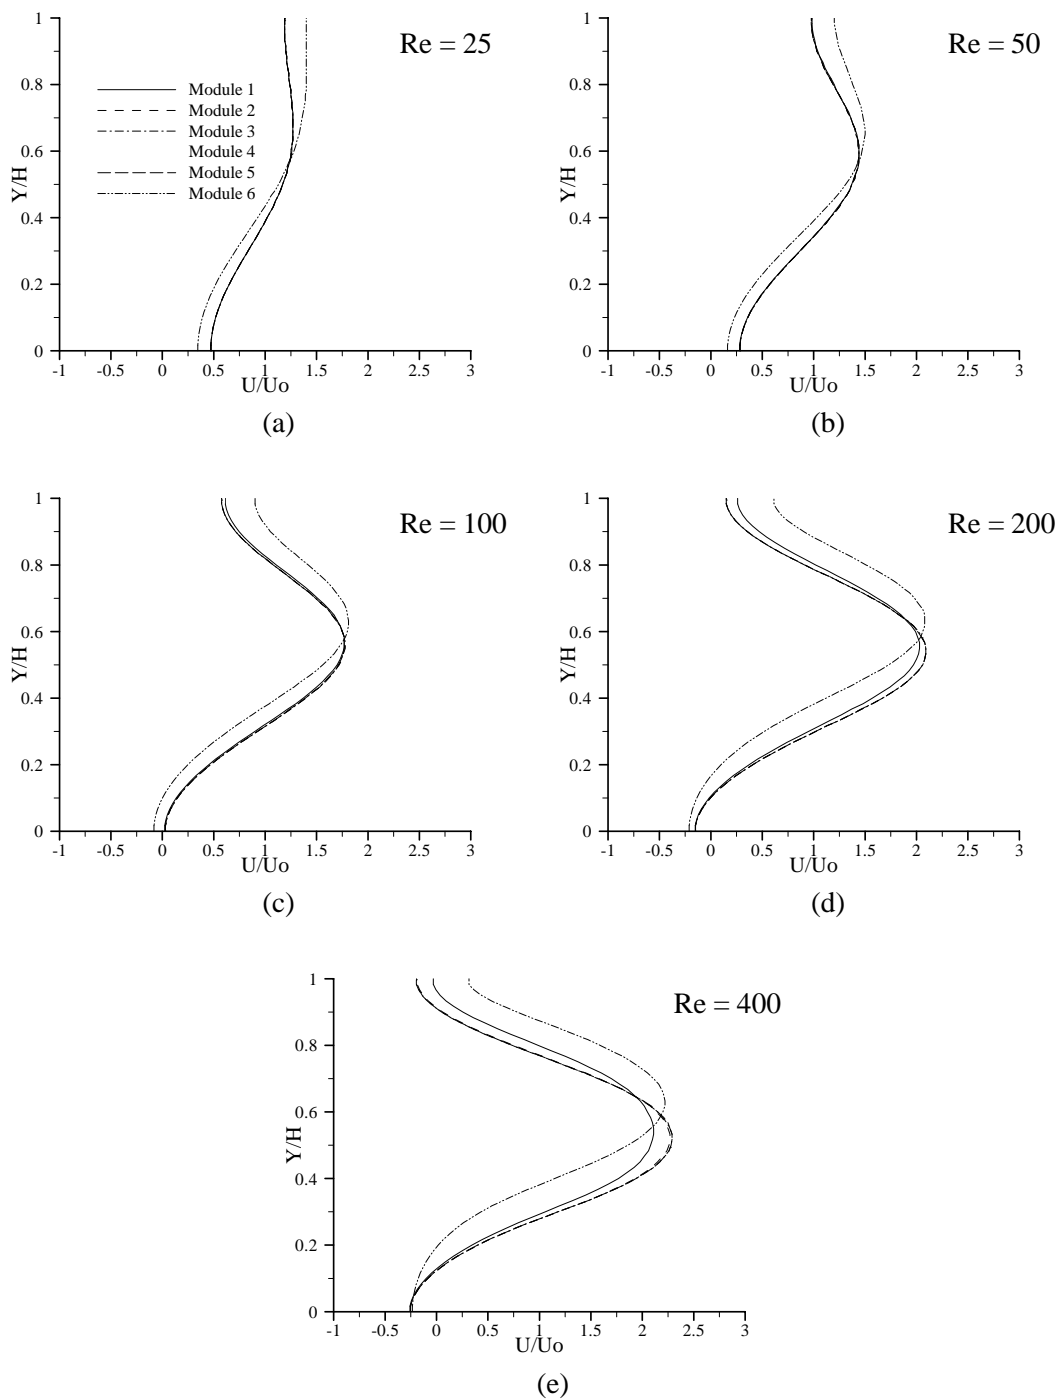 1
Re = 25
0.8
Module 1
Module 2
Module 3
0.6
Module 4
Module 5
Module 6
Y/H
0.4
0.2
0
-1 -0.5 0 0.5 1 1.5 2 2.5 3
U/Uo
(a)
1
Re = 50
0.8
0.6
Y/H
0.4
0.2
0
-1 -0.5 0 0.5 1 1.5 2 2.5 3
U/Uo
(b)
1
Re = 100
0.8
0.6
Y/H
0.4
0.2
0
-1 -0.5 0 0.5 1 1.5 2 2.5 3
U/Uo
(c)
1
Re = 200
0.8
0.6
Y/H
0.4
0.2
0
-1 -0.5 0 0.5 1 1.5 2 2.5 3
U/Uo
(d)
1
Re = 400
0.8
0.6
Y/H
0.4
0.2
0
-1 -0.5 0 0.5 1 1.5 2 2.5 3
U/Uo
(e)